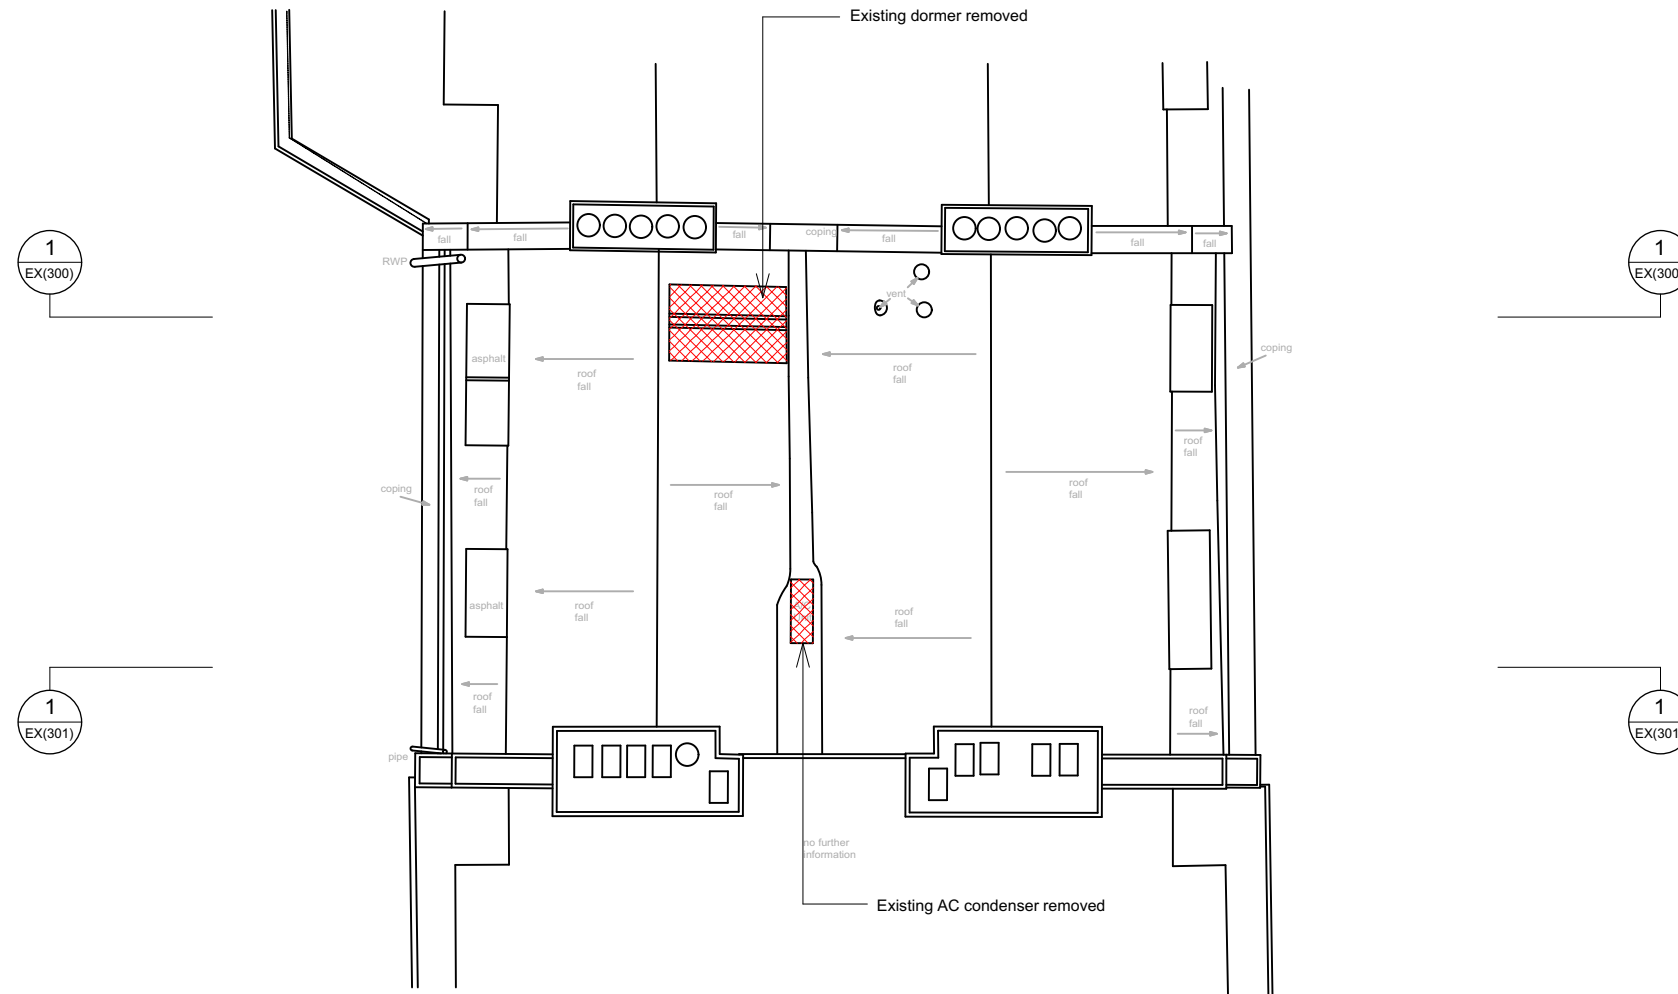 Existing dormer removed
fall
fall
fall
coping
fall
fall
fall
1
EX(300)
1
EX(300
RWP
vent
coping
asphalt
roof
fall
roof
fall
roof
fall
coping
roof
fall
roof
fall
roof
fall
asphalt
roof
fall
roof
fall
roof
fall
roof
fall
1
EX(301)
1
EX(301
pipe
no further
information
Existing AC condenser removed